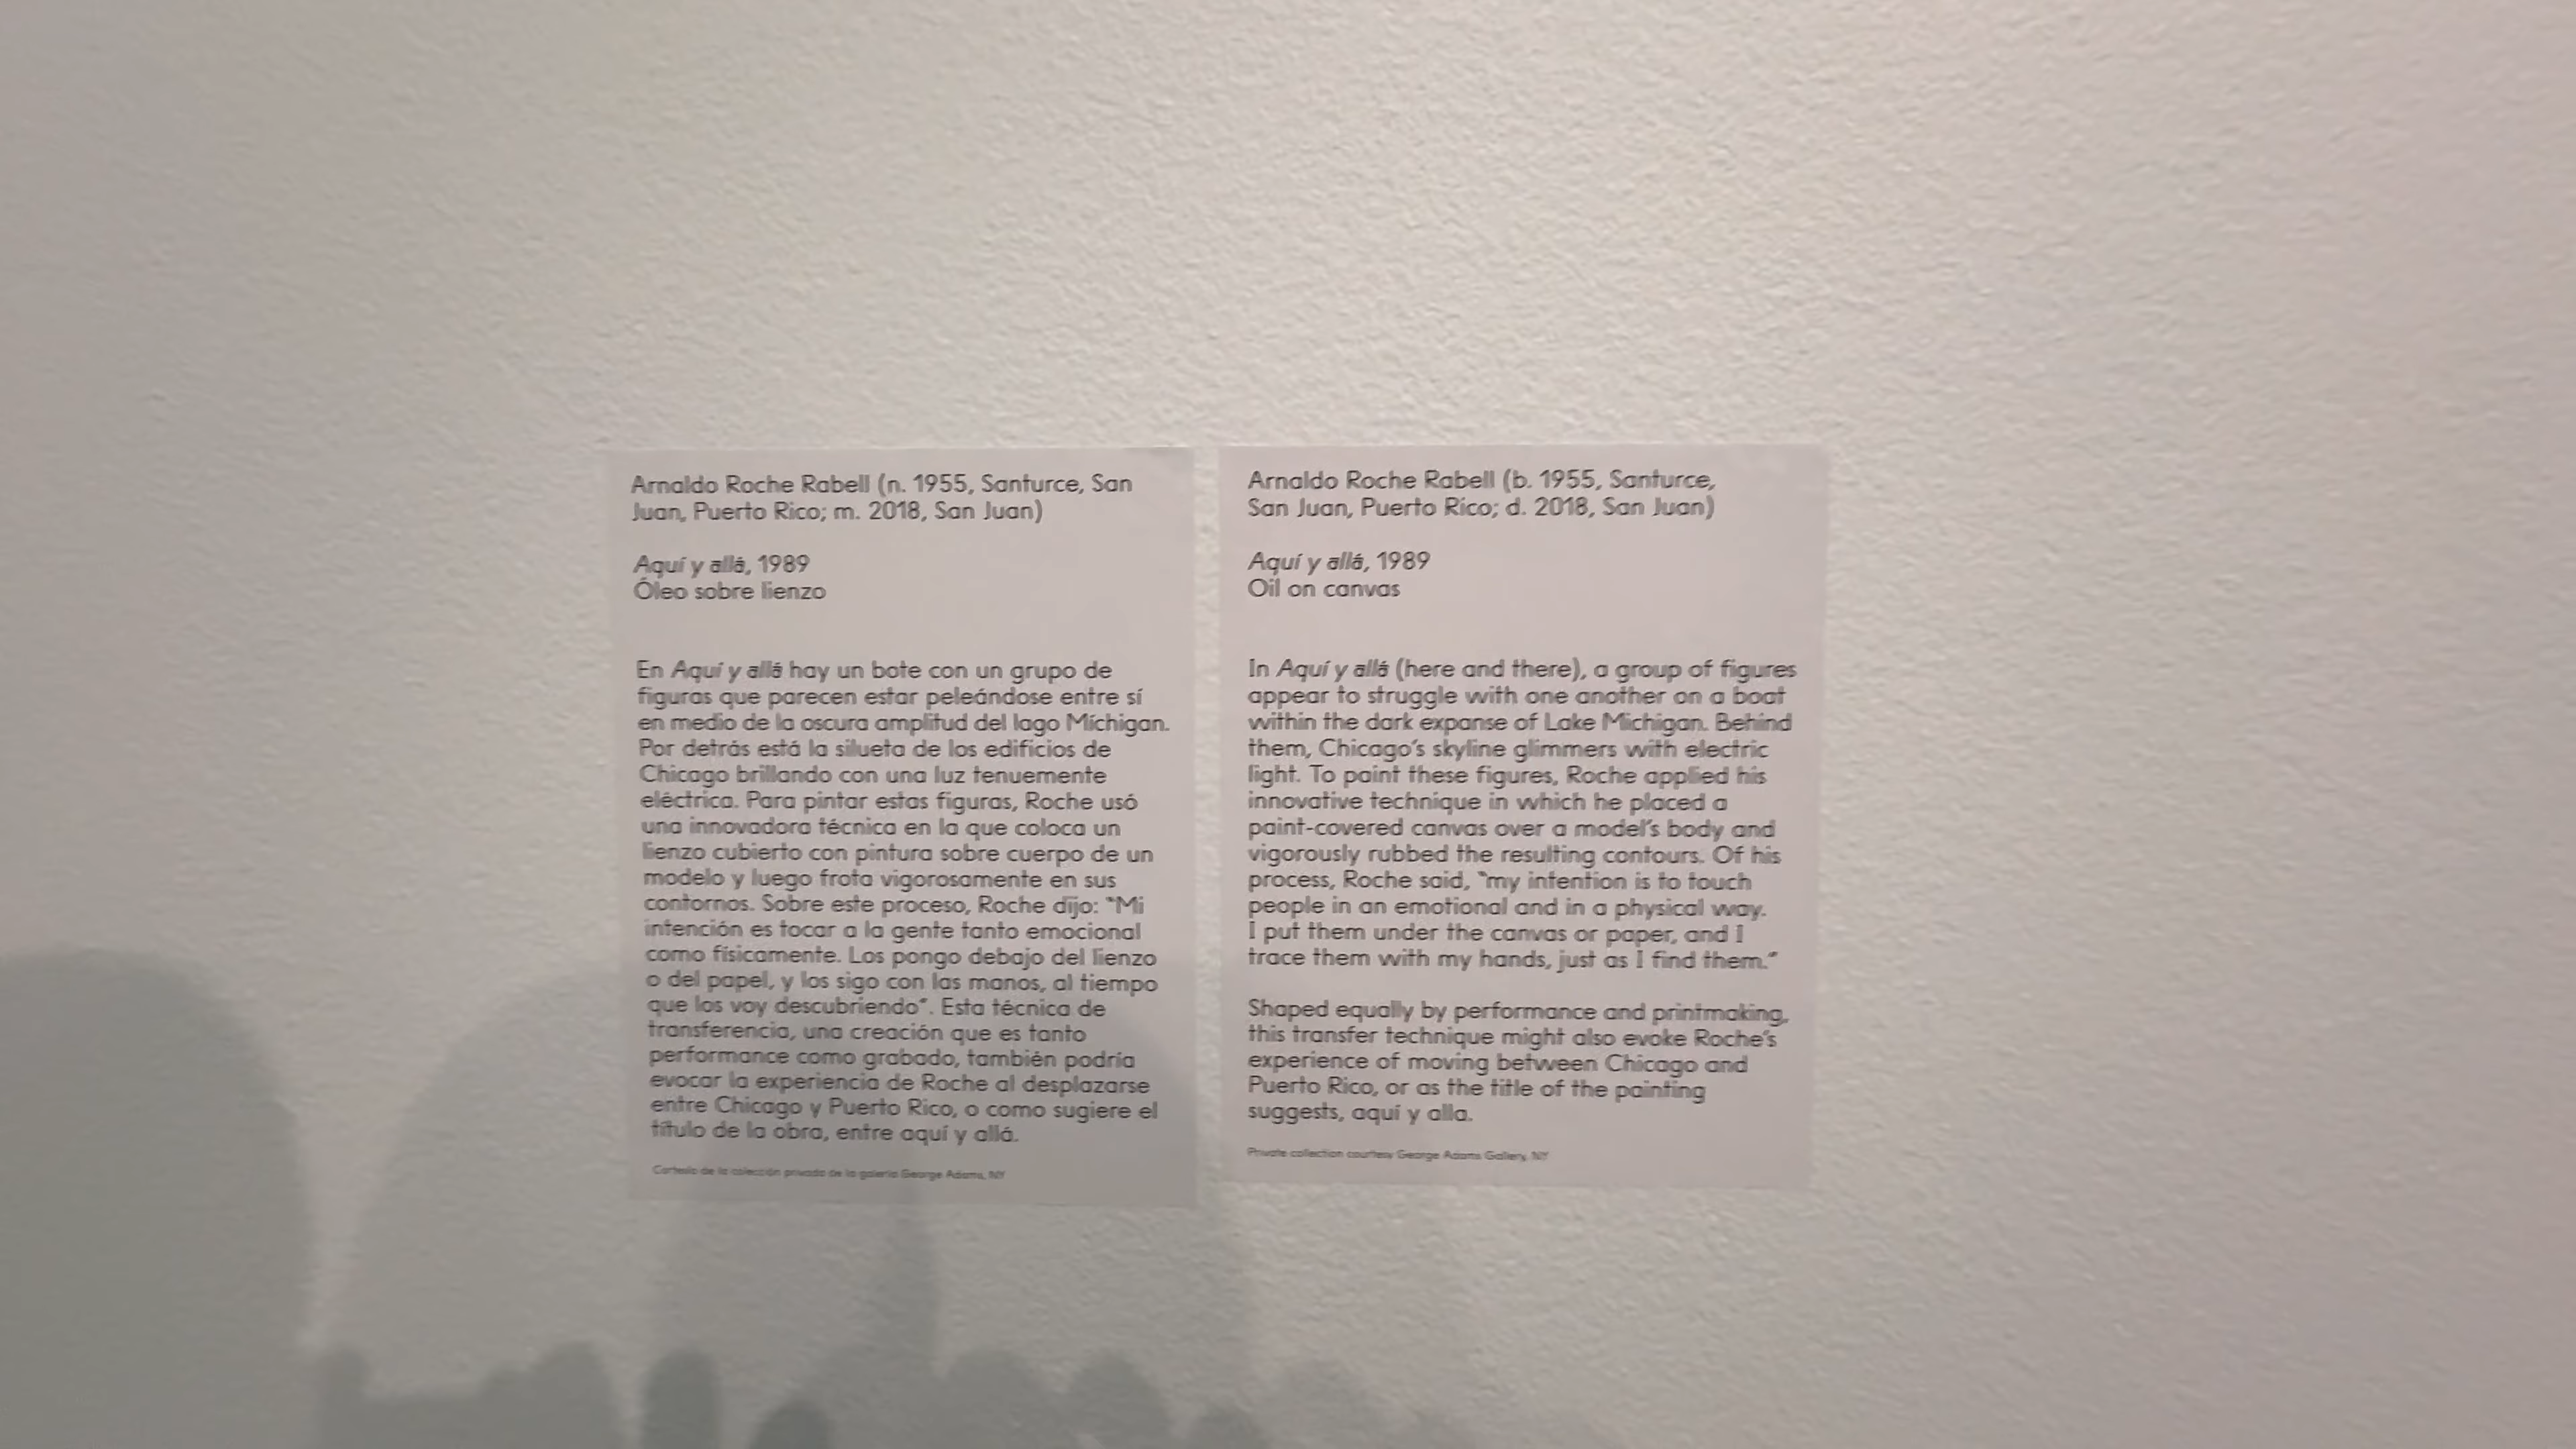 Arnaldo Roche Rabell (n. 1955, Santurce, San
Juan, Puerto Rico; m. 2018, San Juan)
Aquí y allá, 1989
Óleo sobre lienzo
En Aquí y allá hay un bote con un grupo de
figuras que parecen estar peleándose entre sí
en medio de la oscura amplitud del lago Míchigan.
Por detrás está la silueta de los edificios de
Chicago brillando con una luz tenuemente
eléctrica. Para pintar estas figuras, Roche usó
una innovadora técnica en la que coloca un
lienzo cubierto con pintura sobre cuerpo de un
modelo y luego frota vigorosamente en sus
contornos. Sobre este proceso, Roche dijo: “Mi
intención es tocar a la gente tanto emocional
como físicamente. Los pongo debajo del lienzo
o del papel, y los sigo con las manos, al tiempo
que los voy descubriendo”. Esta técnica de
transferencia, una creación que es tanto
performance como grabado, también podría
evocar la experiencia de Roche al desplazarse
entre Chicago y Puerto Rico, o como sugiere el
título de la obra, entre aquí y allá.
Cortesía de la colección privada de la galería George Adams, NY
Arnaldo Roche Rabell (b. 1955, Santurce,
San Juan, Puerto Rico; d. 2018, San Juan)
Aquí y allá, 1989
Oil on canvas
In Aquí y allá (here and there), a group of figures
appear to struggle with one another on a boat
within the dark expanse of Lake Michigan. Behind
them, Chicago’s skyline glimmers with electric
light. To paint these figures, Roche applied his
innovative technique in which he placed a
paint-covered canvas over a model’s body and
vigorously rubbed the resulting contours. Of his
process, Roche said, “my intention is to touch
people in an emotional and in a physical way.
I put them under the canvas or paper, and I
trace them with my hands, just as I find them.”
Shaped equally by performance and printmaking,
this transfer technique might also evoke Roche’s
experience of moving between Chicago and
Puerto Rico, or as the title of the painting
suggests, aquí y alla.
Private collection courtesy George Adams Gallery, NY